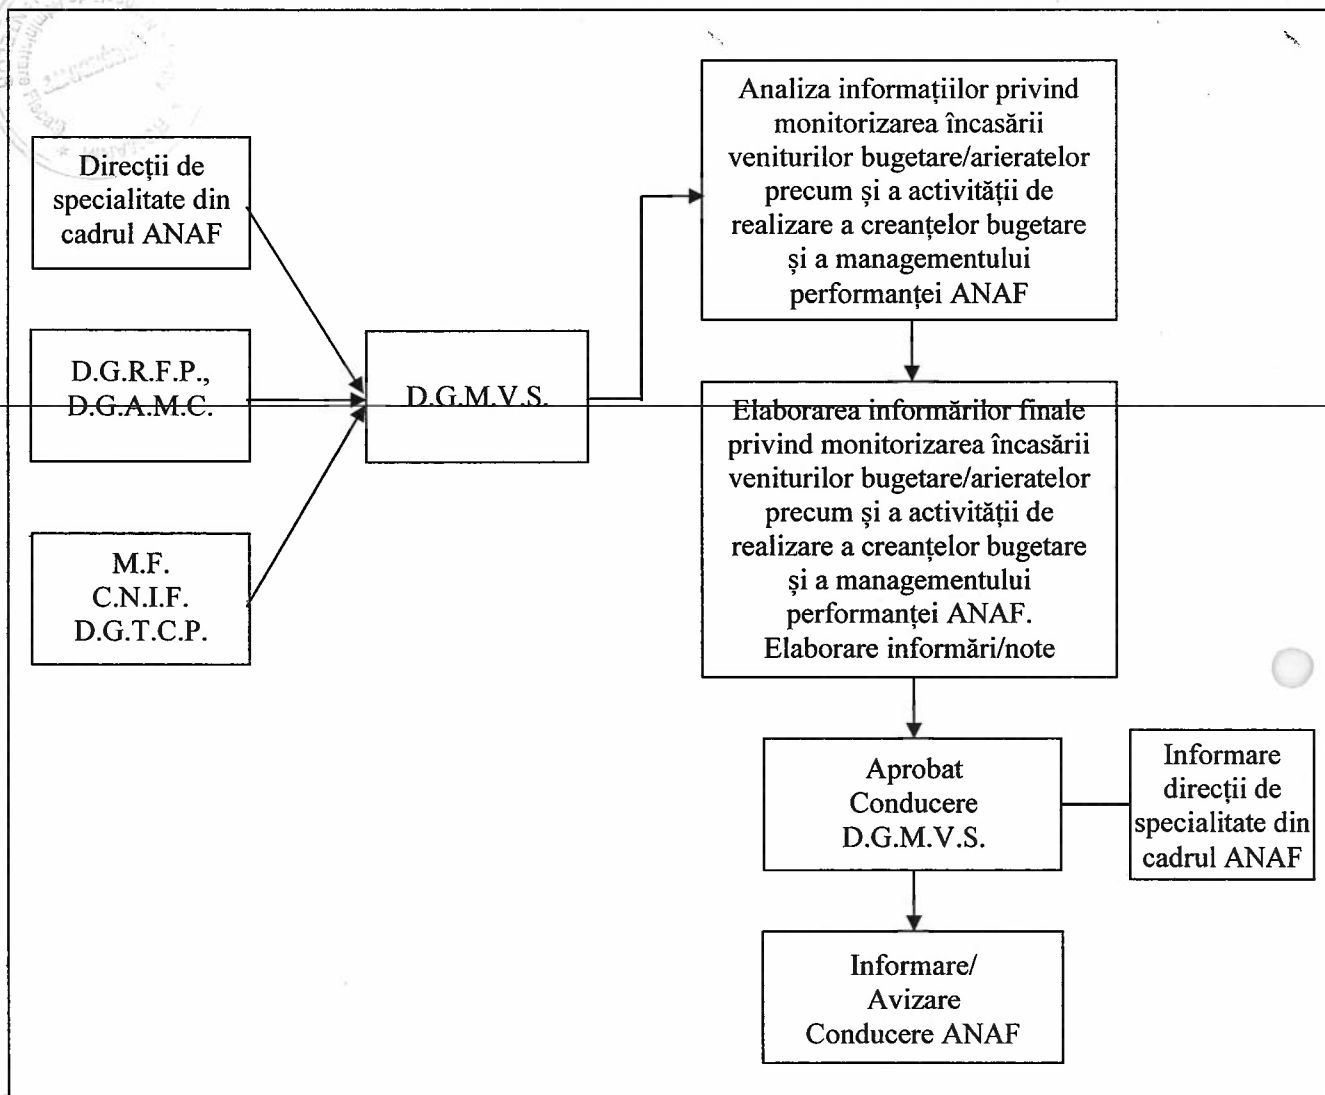 Direcții de
specialitate din
cadrul ANAF
D.G.R.F.P.,
D.G.A.M.C.
M.F.
C.N.I.F.
D.G.T.C.P.
D.G.M.V.S.
Analiza informațiilor privind
monitorizarea încasării
veniturilor bugetare/arieratelor
precum și a activității de
realizare a creanțelor bugetare
și a managementului
performanței ANAF
Elaborarea informărilor finale
privind monitorizarea încasării
veniturilor bugetare/arieratelor
precum și a activității de
realizare a creanțelor bugetare
și a managementului
performanței ANAF.
Elaborare informări/note
Aprobat
Conducere
D.G.M.V.S.
Informare
direcții de
specialitate din
cadrul ANAF
Informare/
Avizare
Conducere ANAF